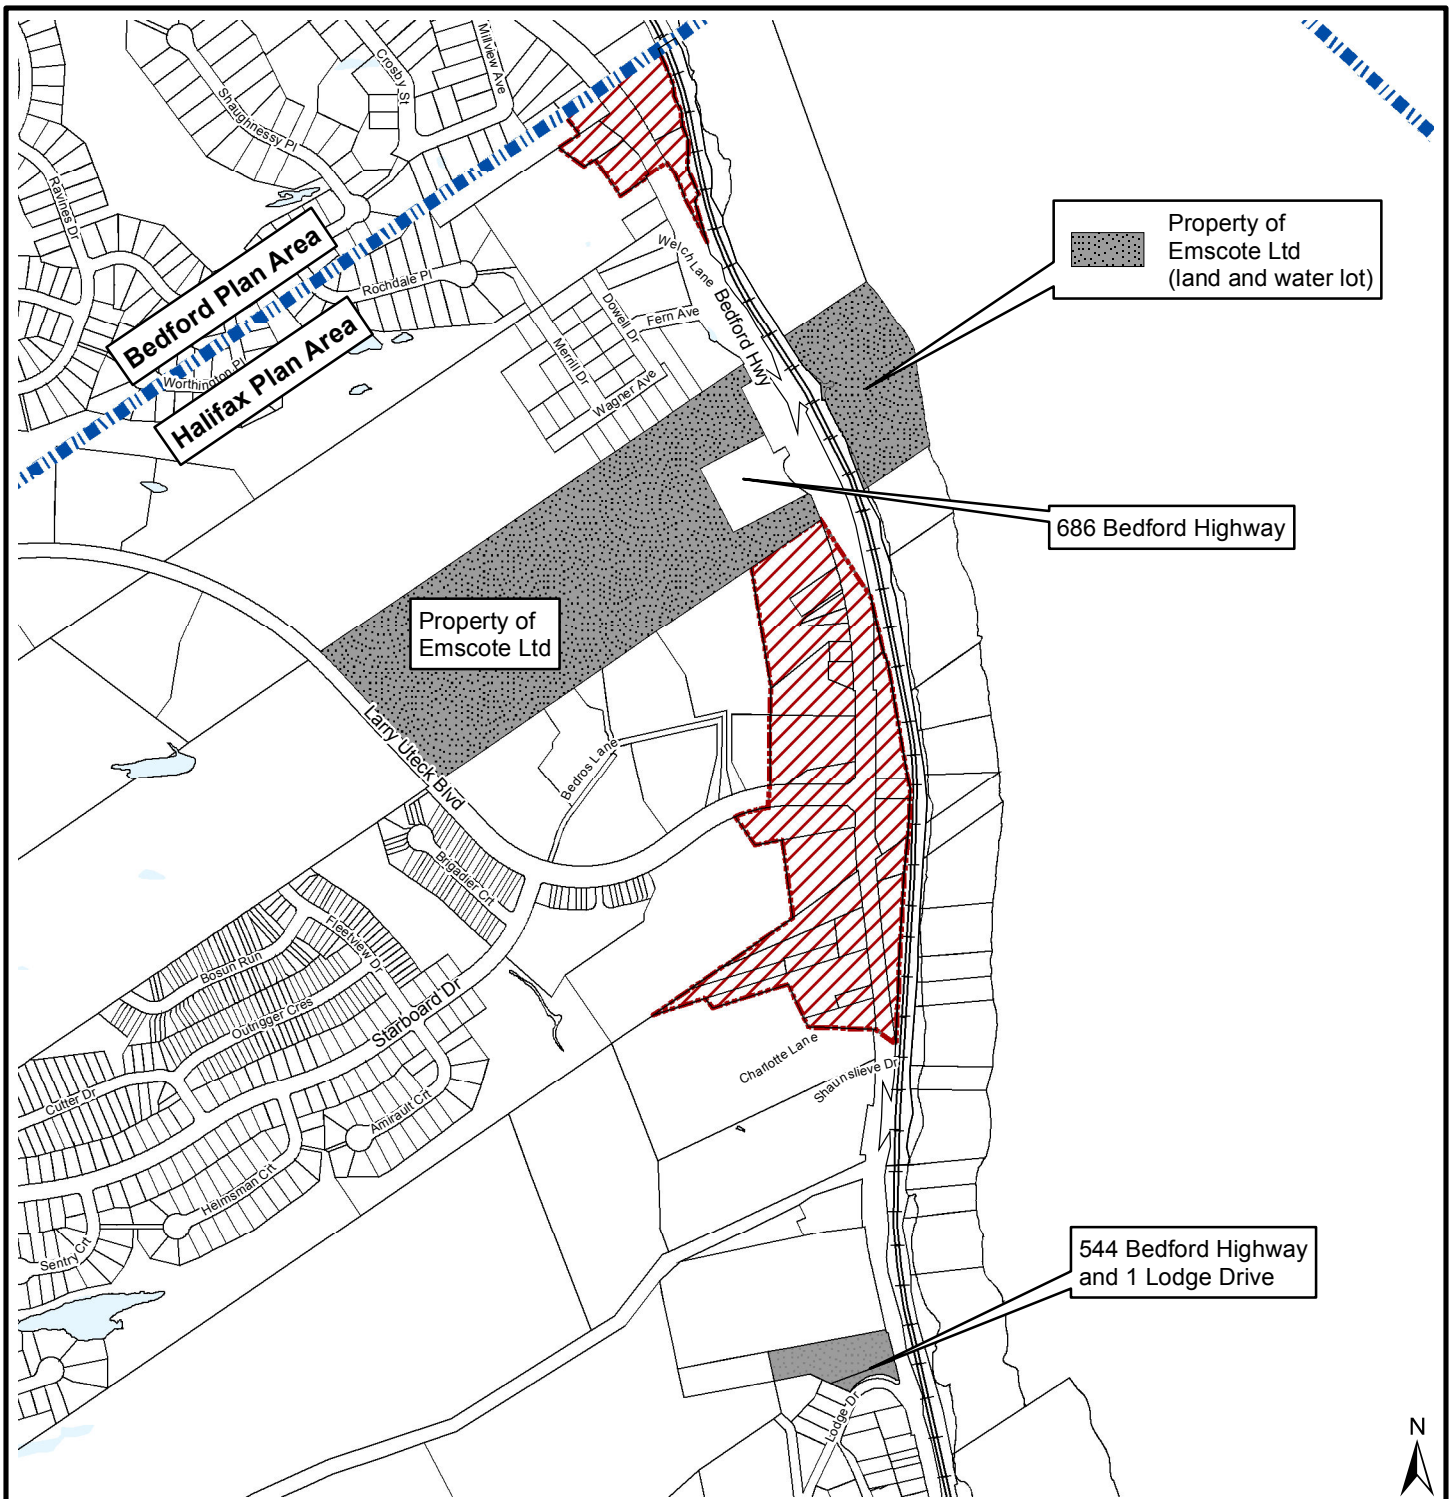 Millview Ave
Crosby St
Shaughnessy Pl
Ravines Dr
Bedford Plan Area
Halifax Plan Area
Worthington Pl
Rochdale Pl
Welch Lane
Bedford Hwy
Dowell Dr
Fern Ave
Merrill Dr
Wagner Ave
Property of
Emscote Ltd
(land and water lot)
686 Bedford Highway
Property of
Emscote Ltd
Larry Uteck Blvd
Bedros Lane
Brigadier Crt
Fleetview Dr
Bosun Run
Outrigger Cres
Starboard Dr
Cutter Dr
Amirault Crt
Helmsman Crt
Sentry Crt
Charlotte Lane
Shaunslieve Dr
544 Bedford Highway
and 1 Lodge Drive
Lodge Dr
N